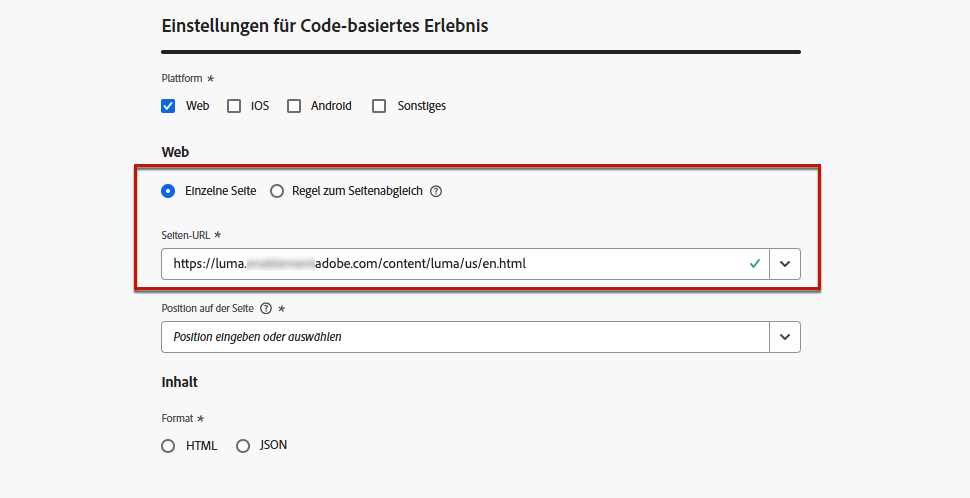 Einstellungen für Code-basiertes Erlebnis
Plattform *
Web iOS Android Sonstiges
Web
Einzelne Seite Regel zum Seitenabgleich ?
Seiten-URL *
https://luma. adobe.com/content/luma/us/en.html
Position auf der Seite ? *
Position eingeben oder auswählen
Inhalt
Format *
HTML JSON